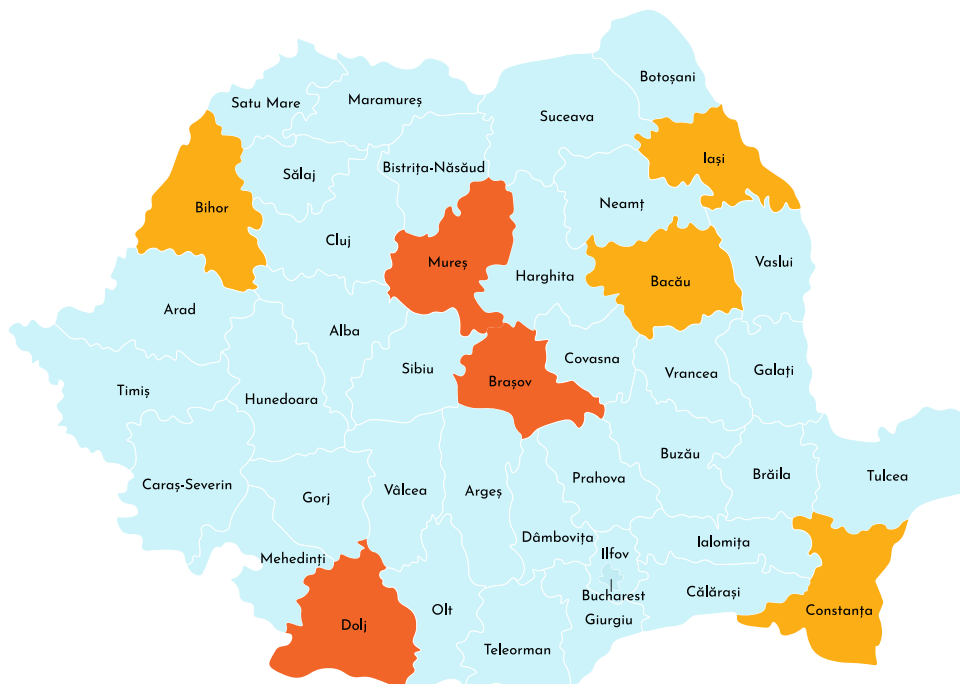 Botoșani
Satu Mare
Maramureș
Suceava
Iași
Bistrița-Năsăud
Sălaj
Neamț
Bihor
Cluj
Mureș
Vaslui
Harghita
Bacău
Arad
Alba
Covasna
Sibiu
Galați
Vrancea
Brașov
Timiș
Hunedoara
Buzău
Brăila
Tulcea
Prahova
Caraș-Severin
Vâlcea
Argeș
Gorj
Dâmbovița
Ialomița
Ilfov
Mehedinți
Bucharest
Călărași
Olt
Constanța
Giurgiu
Dolj
Teleorman